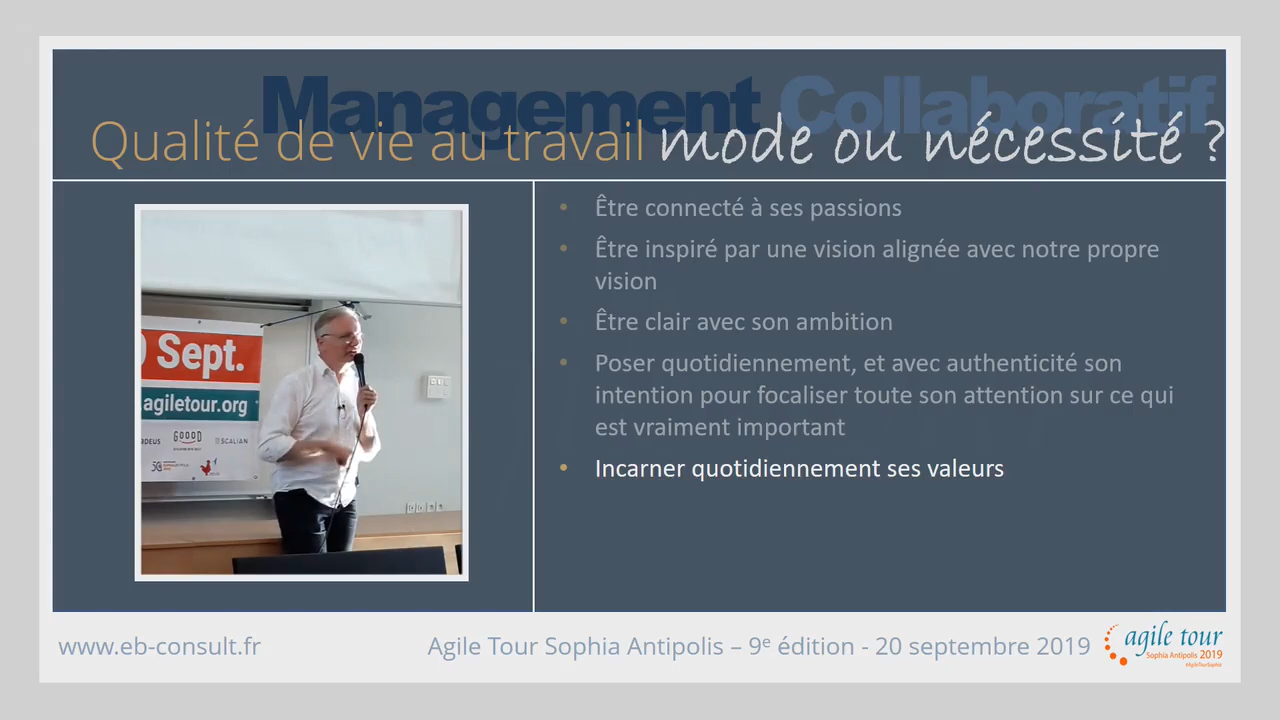 Management Collaboratif
Qualité de vie au travail mode ou nécessité ?
Sept.
agiletour.org
GOOOD
SCALIAN
• Être connecté à ses passions
• Être inspiré par une vision alignée avec notre propre
vision
• Être clair avec son ambition
• Poser quotidiennement, et avec authenticité son
intention pour focaliser toute son attention sur ce qui
est vraiment important
• Incarner quotidiennement ses valeurs
www.eb-consult.fr
Agile Tour Sophia Antipolis – 9e édition - 20 septembre 2019
agile tour
Sophia Antipolis 2019
#AgileTourSophia